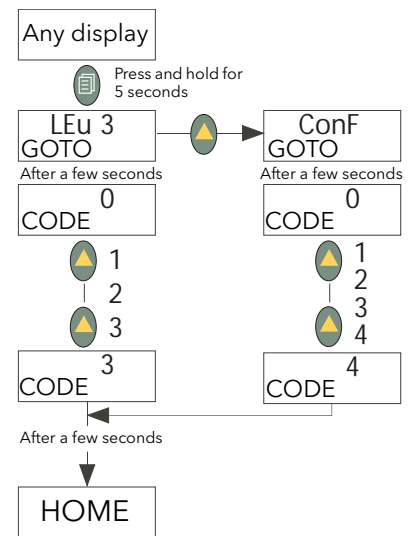 Any display
Press and hold for
5 seconds
LEu 3
GOTO
ConF
GOTO
After a few seconds
After a few seconds
0
CODE
0
CODE
1
2
3
1
2
3
4
3
CODE
4
CODE
After a few seconds
HOME